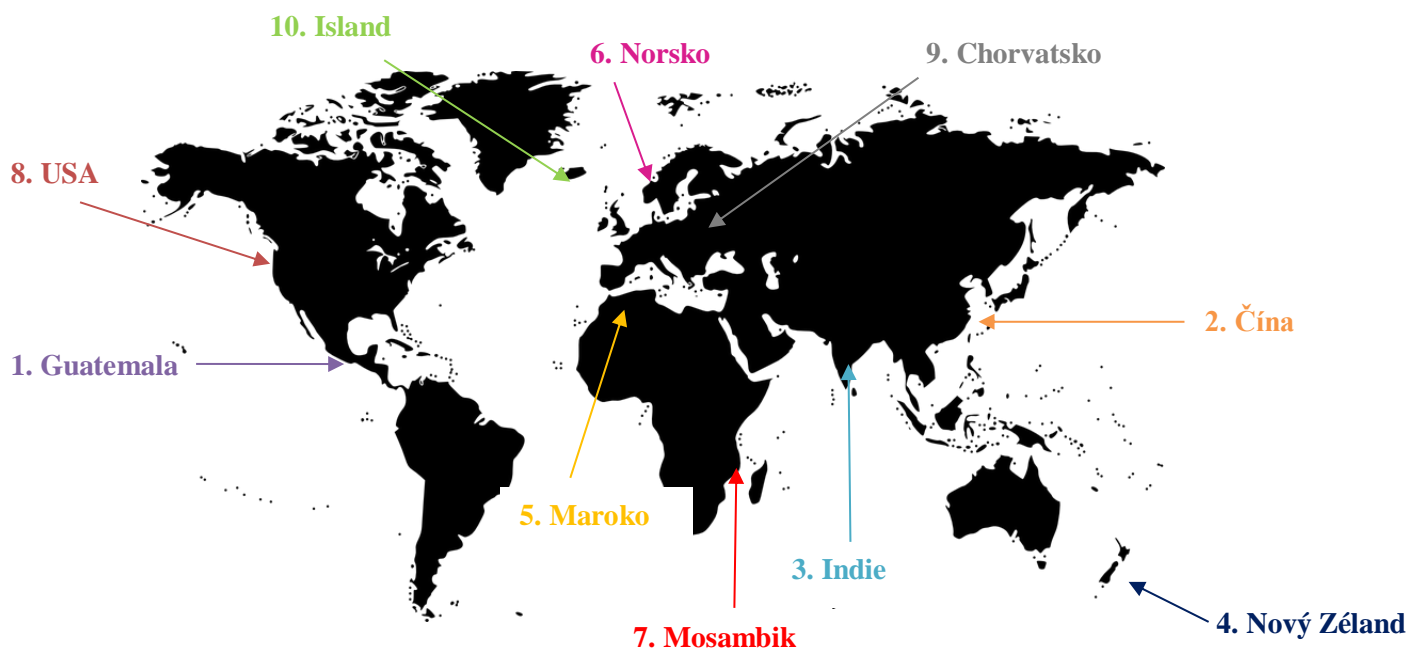 10. Island
6. Norsko
9. Chorvatsko
8. USA
2. Čína
1. Guatemala
5. Maroko
3. Indie
4. Nový Zéland
7. Mosambik